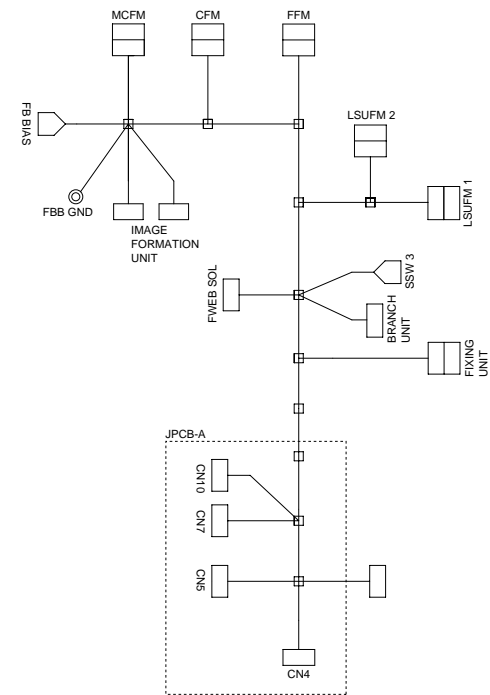 MCFM
CFM
FFM
FB BIAS
LSUFM 2
LSUFM 1
FBB GND
IMAGE
FORMATION
UNIT
FWEB SOL
SSW 3
BRANCH
UNIT
FIXING
UNIT
JPCB-A
CN10
CN7
CN5
CN4